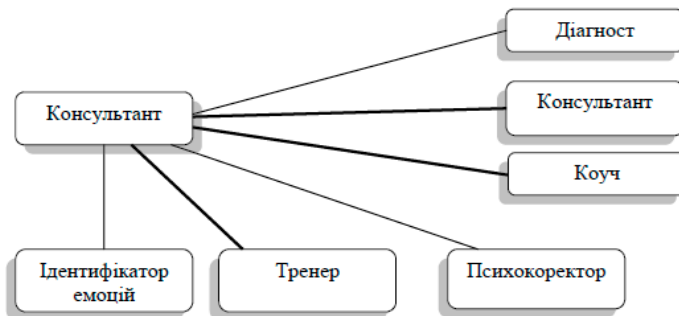 Діагност
Консультант
Консультант
Коуч
Ідентифікатор
емоцій
Тренер
Психокоректор